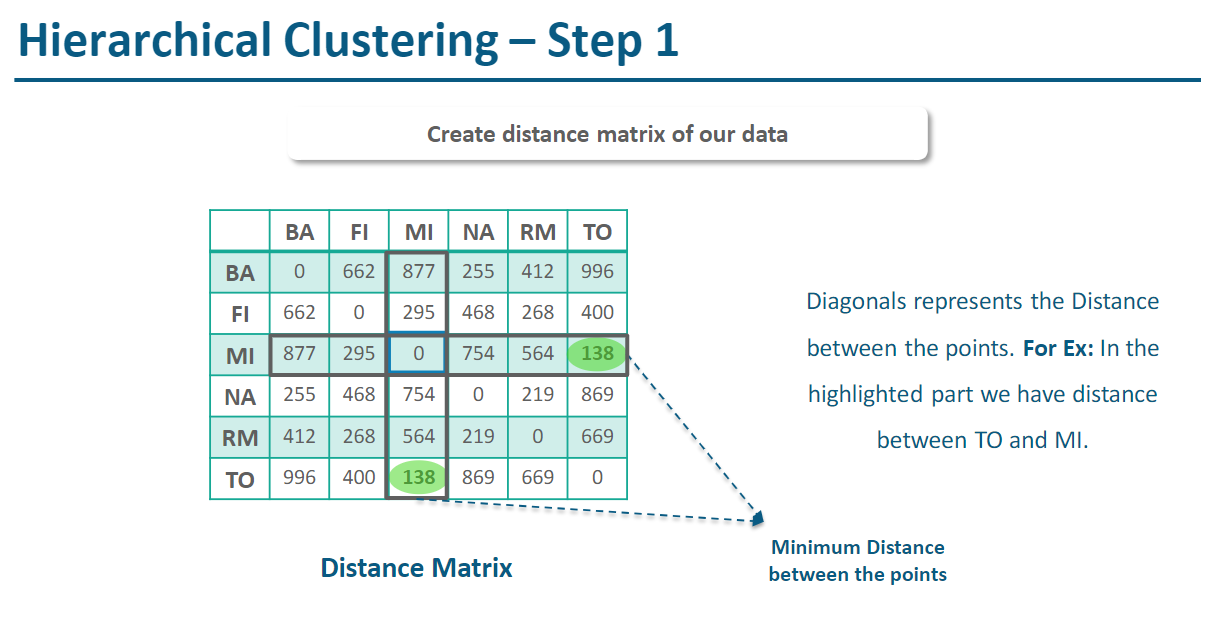 Hierarchical Clustering – Step 1
Create distance matrix of our data
BA FI MI NA RM TO
BA 0 662 877 255 412 996
FI 662 0 295 468 268 400
MI 877 295 0 754 564 138
NA 255 468 754 0 219 869
RM 412 268 564 219 0 669
TO 996 400 138 869 669 0
Distance Matrix
Diagonals represents the Distance
between the points. For Ex: In the
highlighted part we have distance
between TO and MI.
Minimum Distance
between the points